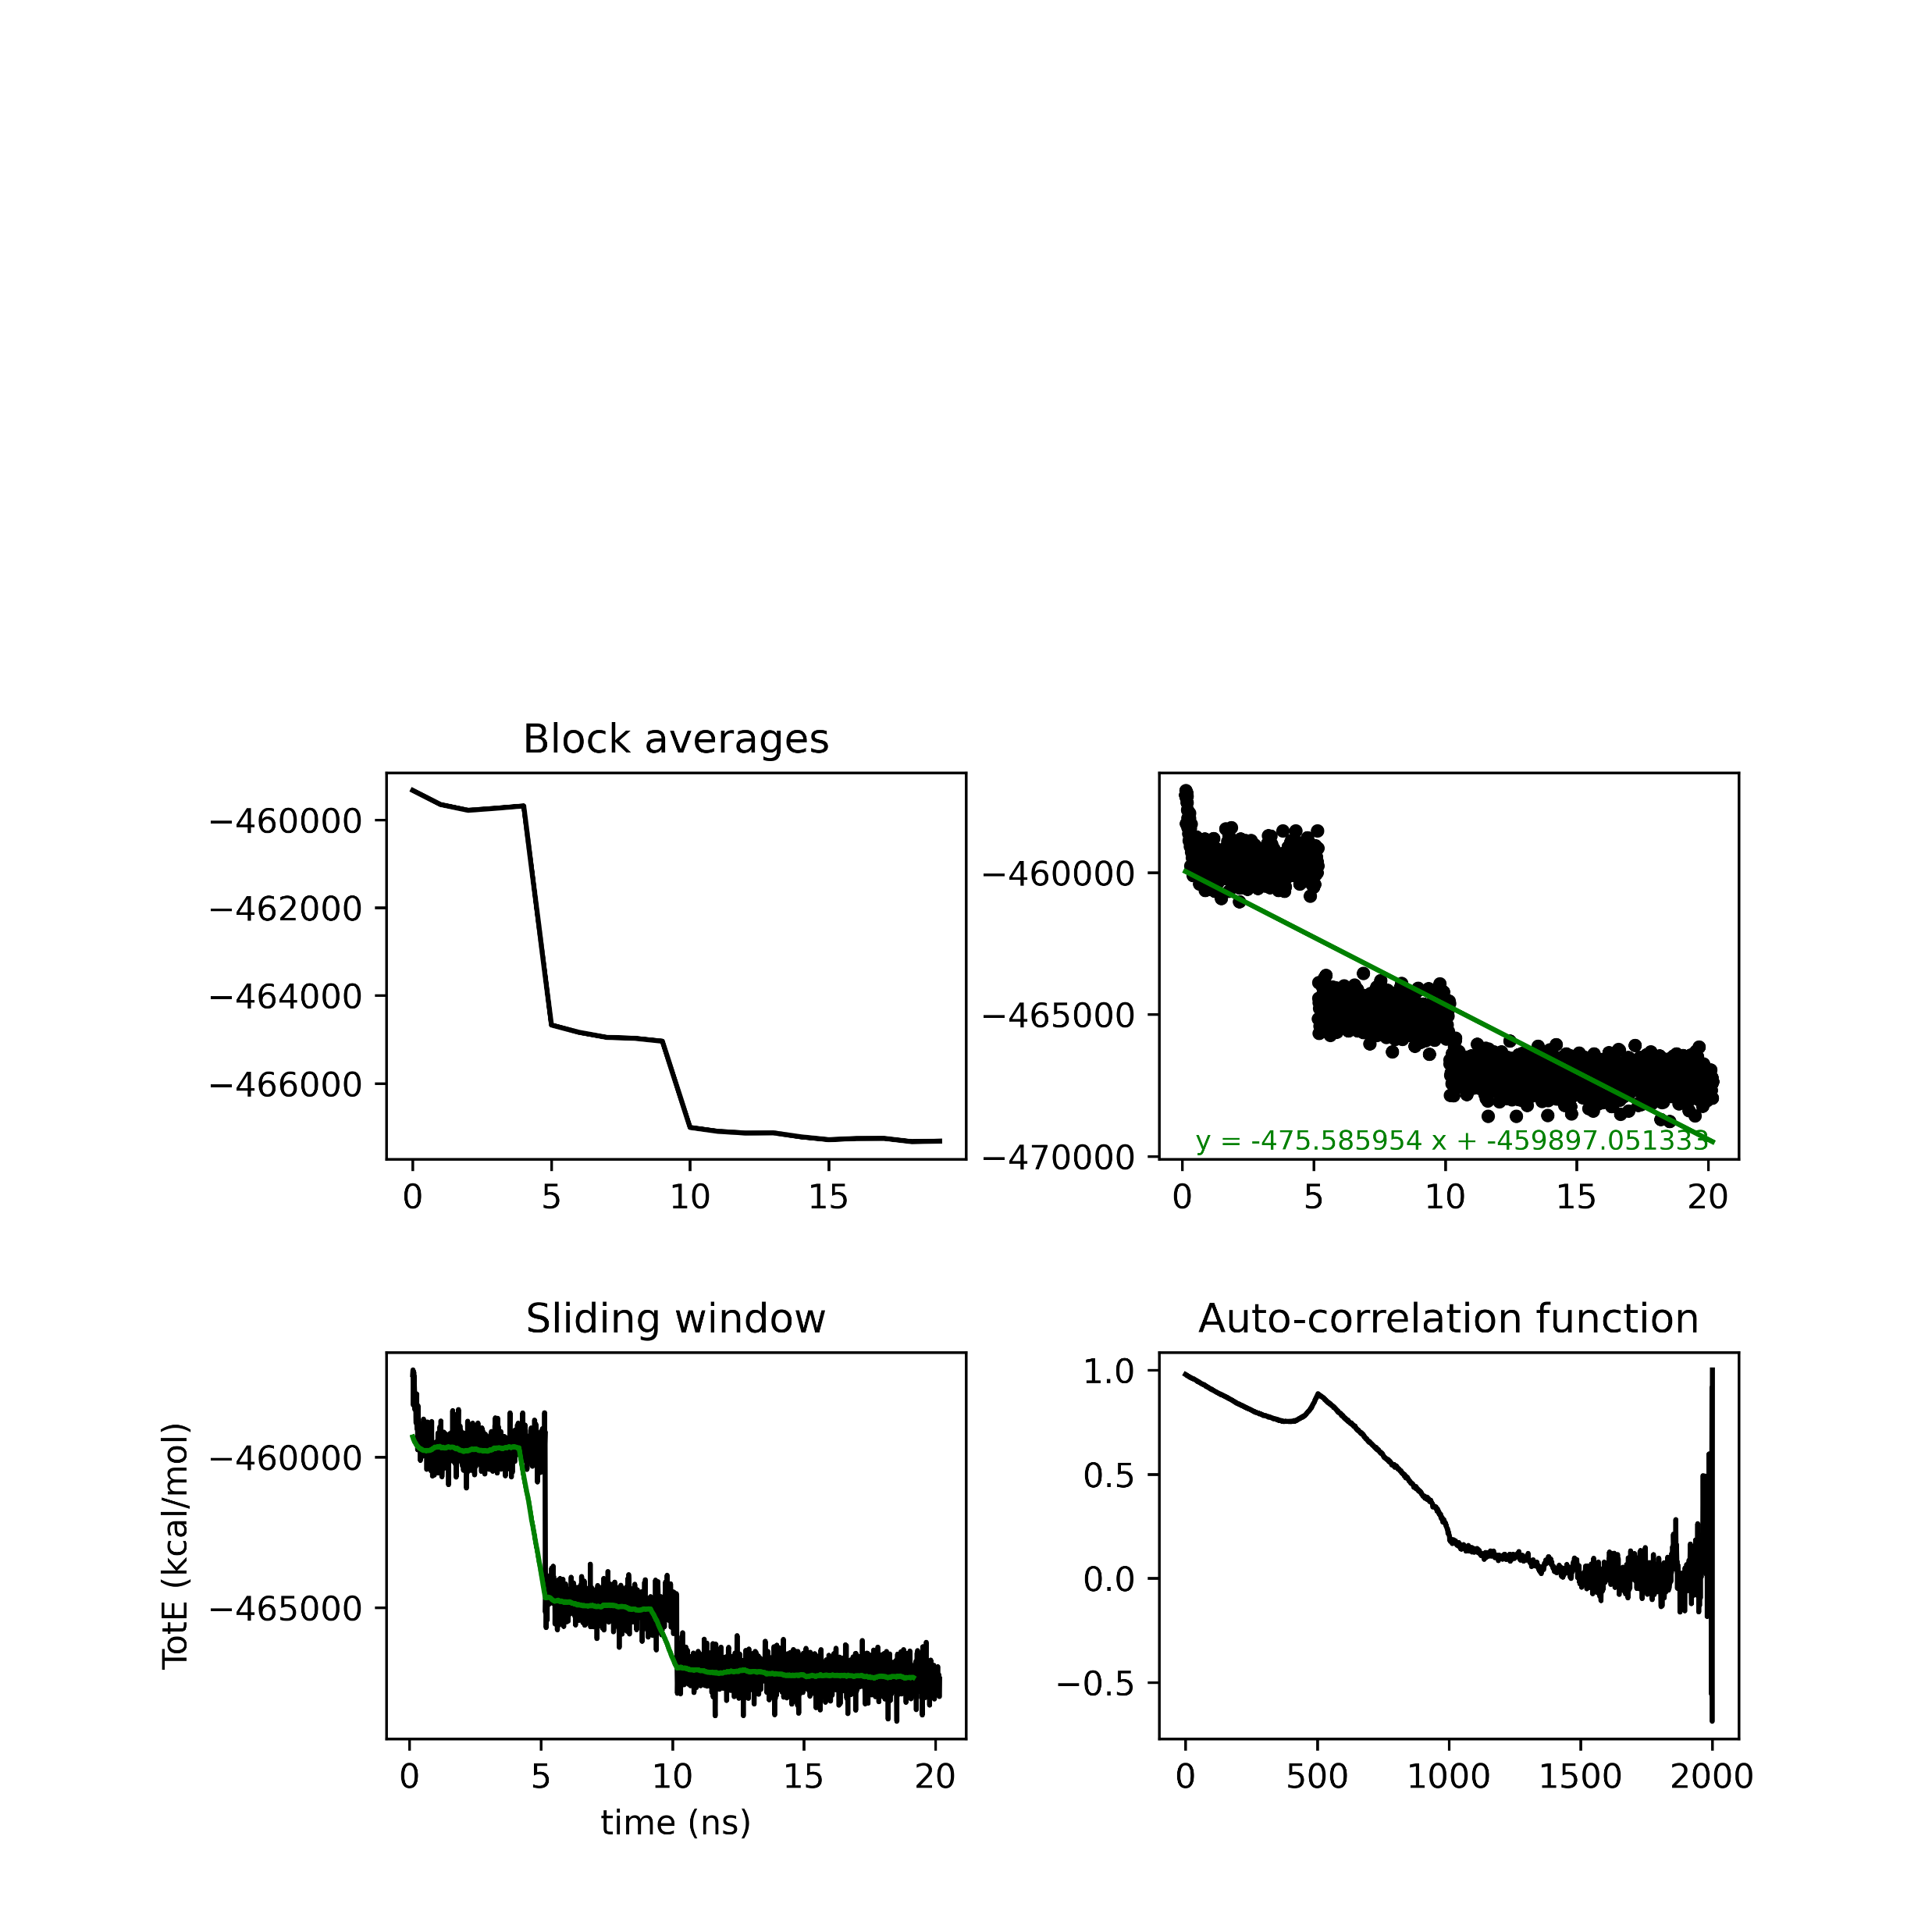 Block averages
−460000
−462000
−464000
−466000
0 5 10 15
−460000
−465000
−470000
y = -475.585954 x + -459897.051333
0 5 10 15 20
Sliding window
TotE (kcal/mol)
−460000
−465000
0 5 10 15 20
time (ns)
Auto-correlation function
1.0
0.5
0.0
−0.5
0 500 1000 1500 2000